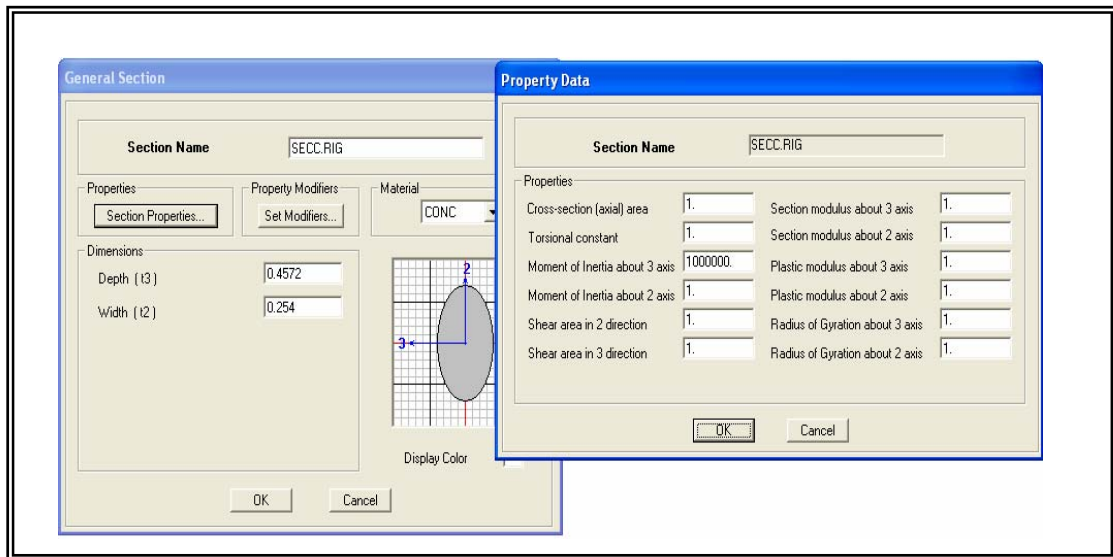 General Section
Section Name
SECC.RIG
Properties
Section Properties...
Property Modifiers
Set Modifiers...
Material
CONC
Dimensions
Depth ( t3 )
0.4572
Width ( t2 )
0.254
2
3
Display Color
OK
Cancel
Property Data
Section Name
SECC.RIG
Properties
Cross-section (axial) area
1.
Section modulus about 3 axis
1.
Torsional constant
1.
Section modulus about 2 axis
1.
Moment of Inertia about 3 axis
1000000.
Plastic modulus about 3 axis
1.
Moment of Inertia about 2 axis
1.
Plastic modulus about 2 axis
1.
Shear area in 2 direction
1.
Radius of Gyration about 3 axis
1.
Shear area in 3 direction
1.
Radius of Gyration about 2 axis
1.
OK
Cancel